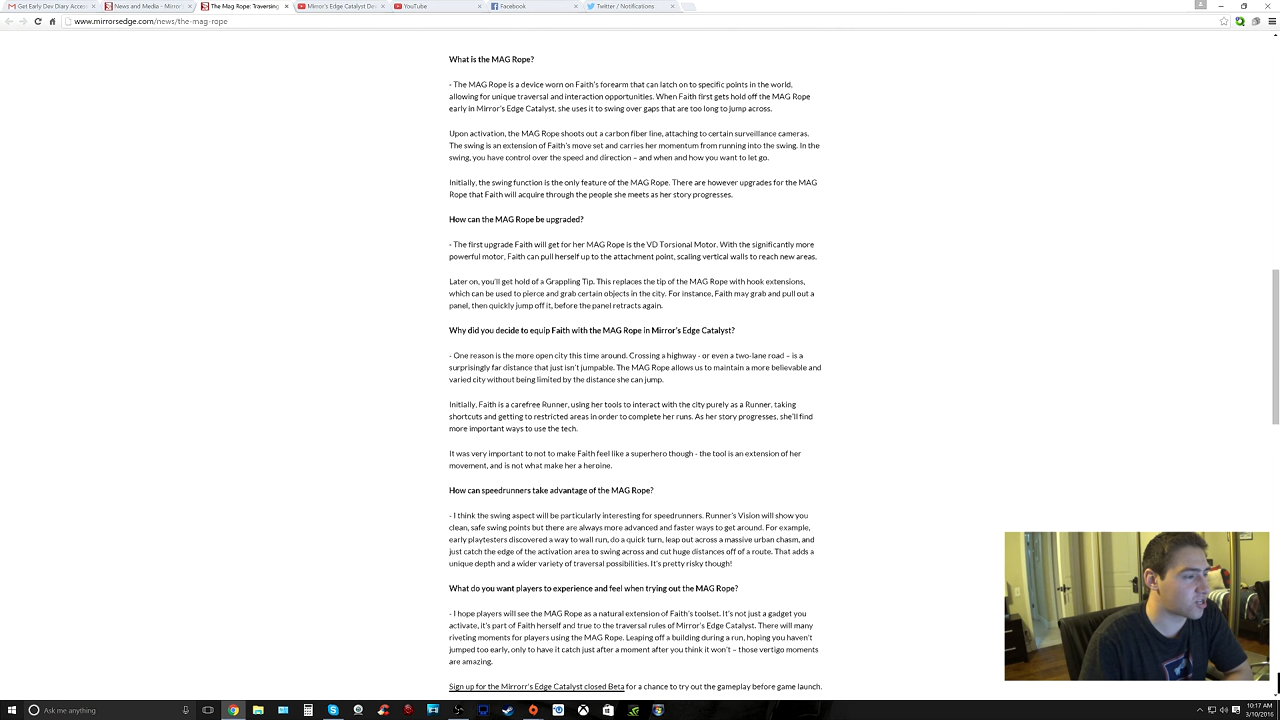 Get Early Dev Diary Acces
News and Media - Mirror'
The Mag Rope: Traversin
Mirror's Edge Catalyst De
YouTube
Facebook
Twitter / Notifications
www.mirrorsedge.com/news/the-mag-rope
What is the MAG Rope?
- The MAG Rope is a device worn on Faith's forearm that can latch on to specific points in the world,
allowing for unique traversal and interaction opportunities. When Faith first gets hold off the MAG Rope
early in Mirror's Edge Catalyst, she uses it to swing over gaps that are too long to jump across.
Upon activation, the MAG Rope shoots out a carbon fiber line, attaching to certain surveillance cameras.
The swing is an extension of Faith's move set and carries her momentum from running into the swing. In the
swing, you have control over the speed and direction – and when and how you want to let go.
Initially, the swing function is the only feature of the MAG Rope. There are however upgrades for the MAG
Rope that Faith will acquire through the people she meets as her story progresses.
How can the MAG Rope be upgraded?
- The first upgrade Faith will get for her MAG Rope is the VD Torsional Motor. With the significantly more
powerful motor, Faith can pull herself up to the attachment point, scaling vertical walls to reach new areas.
Later on, you'll get hold of a Grappling Tip. This replaces the tip of the MAG Rope with hook extensions,
which can be used to pierce and grab certain objects in the city. For instance, Faith may grab and pull out a
panel, then quickly jump off it, before the panel retracts again.
Why did you decide to equip Faith with the MAG Rope in Mirror's Edge Catalyst?
- One reason is the more open city this time around. Crossing a highway - or even a two-lane road – is a
surprisingly far distance that just isn't jumpable. The MAG Rope allows us to maintain a more believable and
varied city without being limited by the distance she can jump.
Initially, Faith is a carefree Runner, using her tools to interact with the city purely as a Runner, taking
shortcuts and getting to restricted areas in order to complete her runs. As her story progresses, she'll find
more important ways to use the tech.
It was very important to not to make Faith feel like a superhero though - the tool is an extension of her
movement, and is not what make her a heroine.
How can speedrunners take advantage of the MAG Rope?
- I think the swing aspect will be particularly interesting for speedrunners. Runner's Vision will show you
clean, safe swing points but there are always more advanced and faster ways to get around. For example,
early playtesters discovered a way to wall run, do a quick turn, leap out across a massive urban chasm, and
just catch the edge of the activation area to swing across and cut huge distances off of a route. That adds a
unique depth and a wider variety of traversal possibilities. It's pretty risky though!
What do you want players to experience and feel when trying out the MAG Rope?
- I hope players will see the MAG Rope as a natural extension of Faith's toolset. It's not just a gadget you
activate, it's part of Faith herself and true to the traversal rules of Mirror's Edge Catalyst. There will many
riveting moments for players using the MAG Rope. Leaping off a building during a run, hoping you haven't
jumped too early, only to have it catch just after a moment after you think it won't – those vertigo moments
are amazing.
Sign up for the Mirrorr's Edge Catalyst closed Beta for a chance to try out the gameplay before game launch.
Ask me anything
10:17 AM
3/10/2016